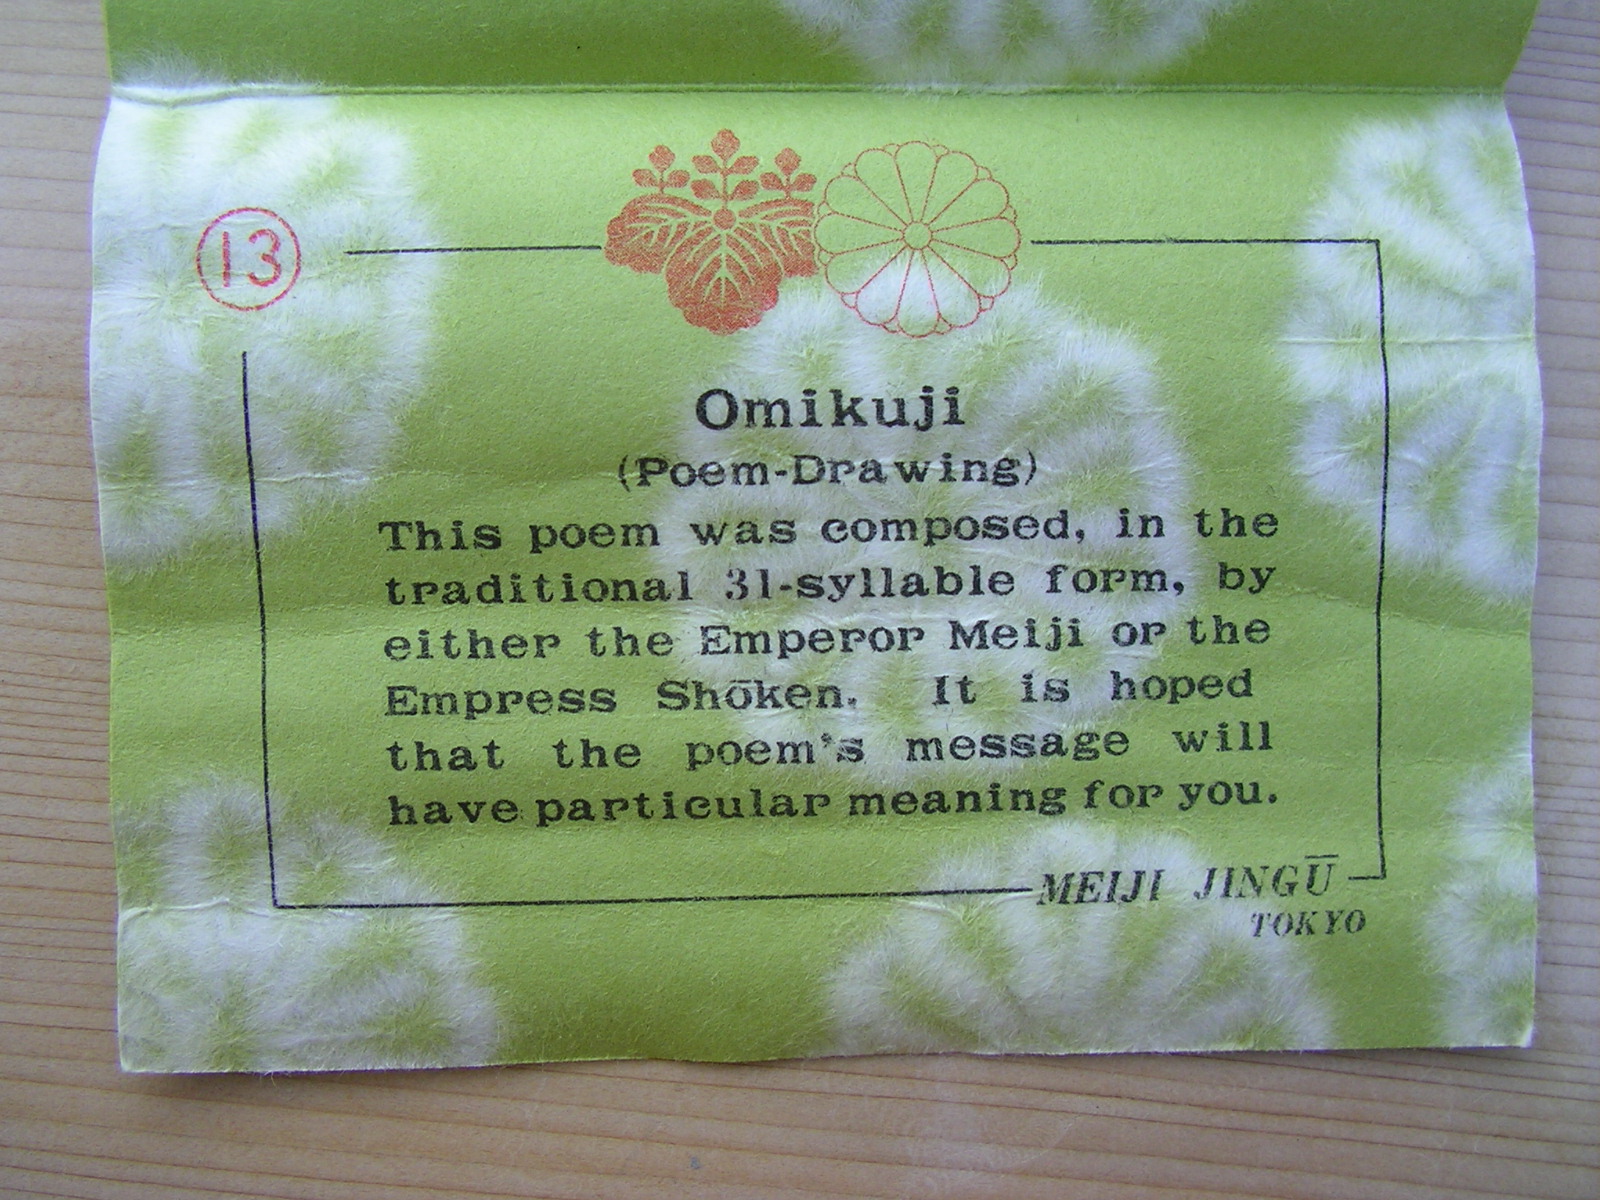 13
Omikuji
(Poem-Drawing)
This poem was composed, in the
traditional 31-syllable form, by
either the Emperor Meiji or the
Empress Shōken. It is hoped
that the poem's message will
have particular meaning for you.
MEIJI JINGŪ
TOKYO